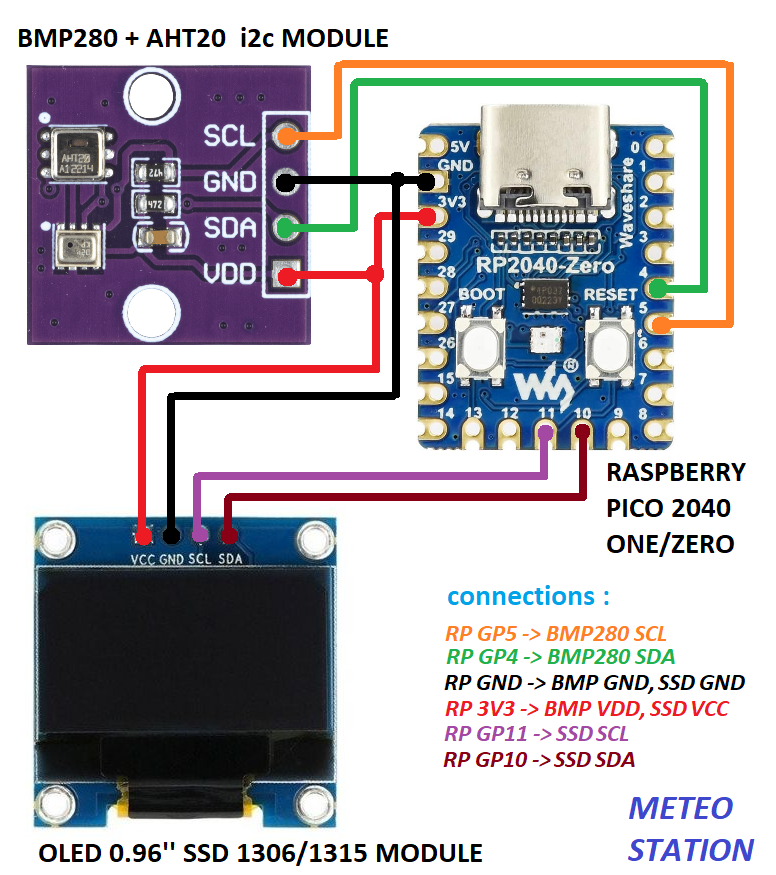 BMP280 + AHT20 i2c MODULE
SCL
GND
SDA
VDD
AHT20
A12214
472
472
5V
GND
3V3
29
28
27
26
15
14
13
12
11
10
9
8
7
6
5
4
3
2
1
0
Waveshare
RP2040-Zero
BOOT
RESET
®
RASPBERRY
PICO 2040
ONE/ZERO
VCC GND SCL SDA
connections :
RP GP5 -> BMP280 SCL
RP GP4 -> BMP280 SDA
RP GND -> BMP GND, SSD GND
RP 3V3 -> BMP VDD, SSD VCC
RP GP11 -> SSD SCL
RP GP10 -> SSD SDA
METEO
STATION
OLED 0.96'' SSD 1306/1315 MODULE